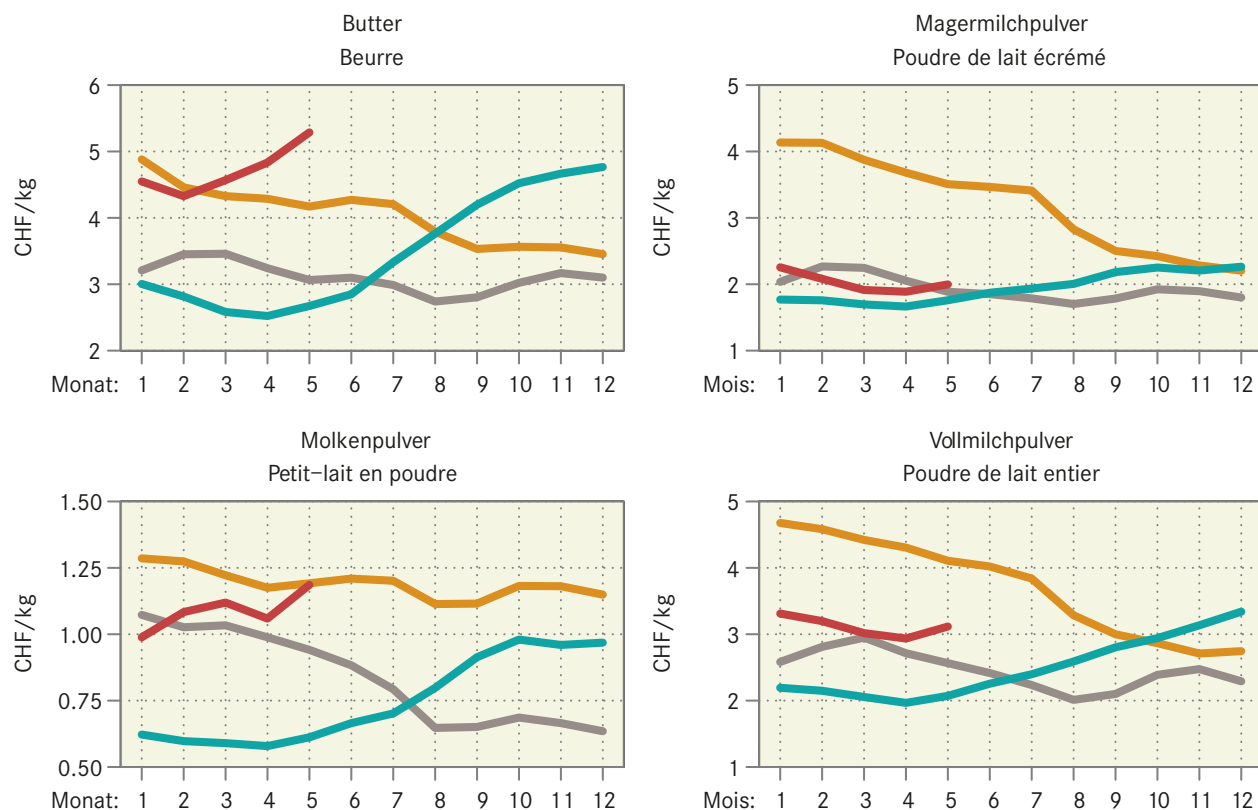 Butter
Beurre
CHF/kg
6
5
4
3
2
Monat: 1 2 3 4 5 6 7 8 9 10 11 12
Magermilchpulver
Poudre de lait écrémé
CHF/kg
5
4
3
2
1
Mois: 1 2 3 4 5 6 7 8 9 10 11 12
Molkenpulver
Petit-lait en poudre
CHF/kg
1.50
1.25
1.00
0.75
0.50
Monat: 1 2 3 4 5 6 7 8 9 10 11 12
Vollmilchpulver
Poudre de lait entier
CHF/kg
5
4
3
2
1
Mois: 1 2 3 4 5 6 7 8 9 10 11 12